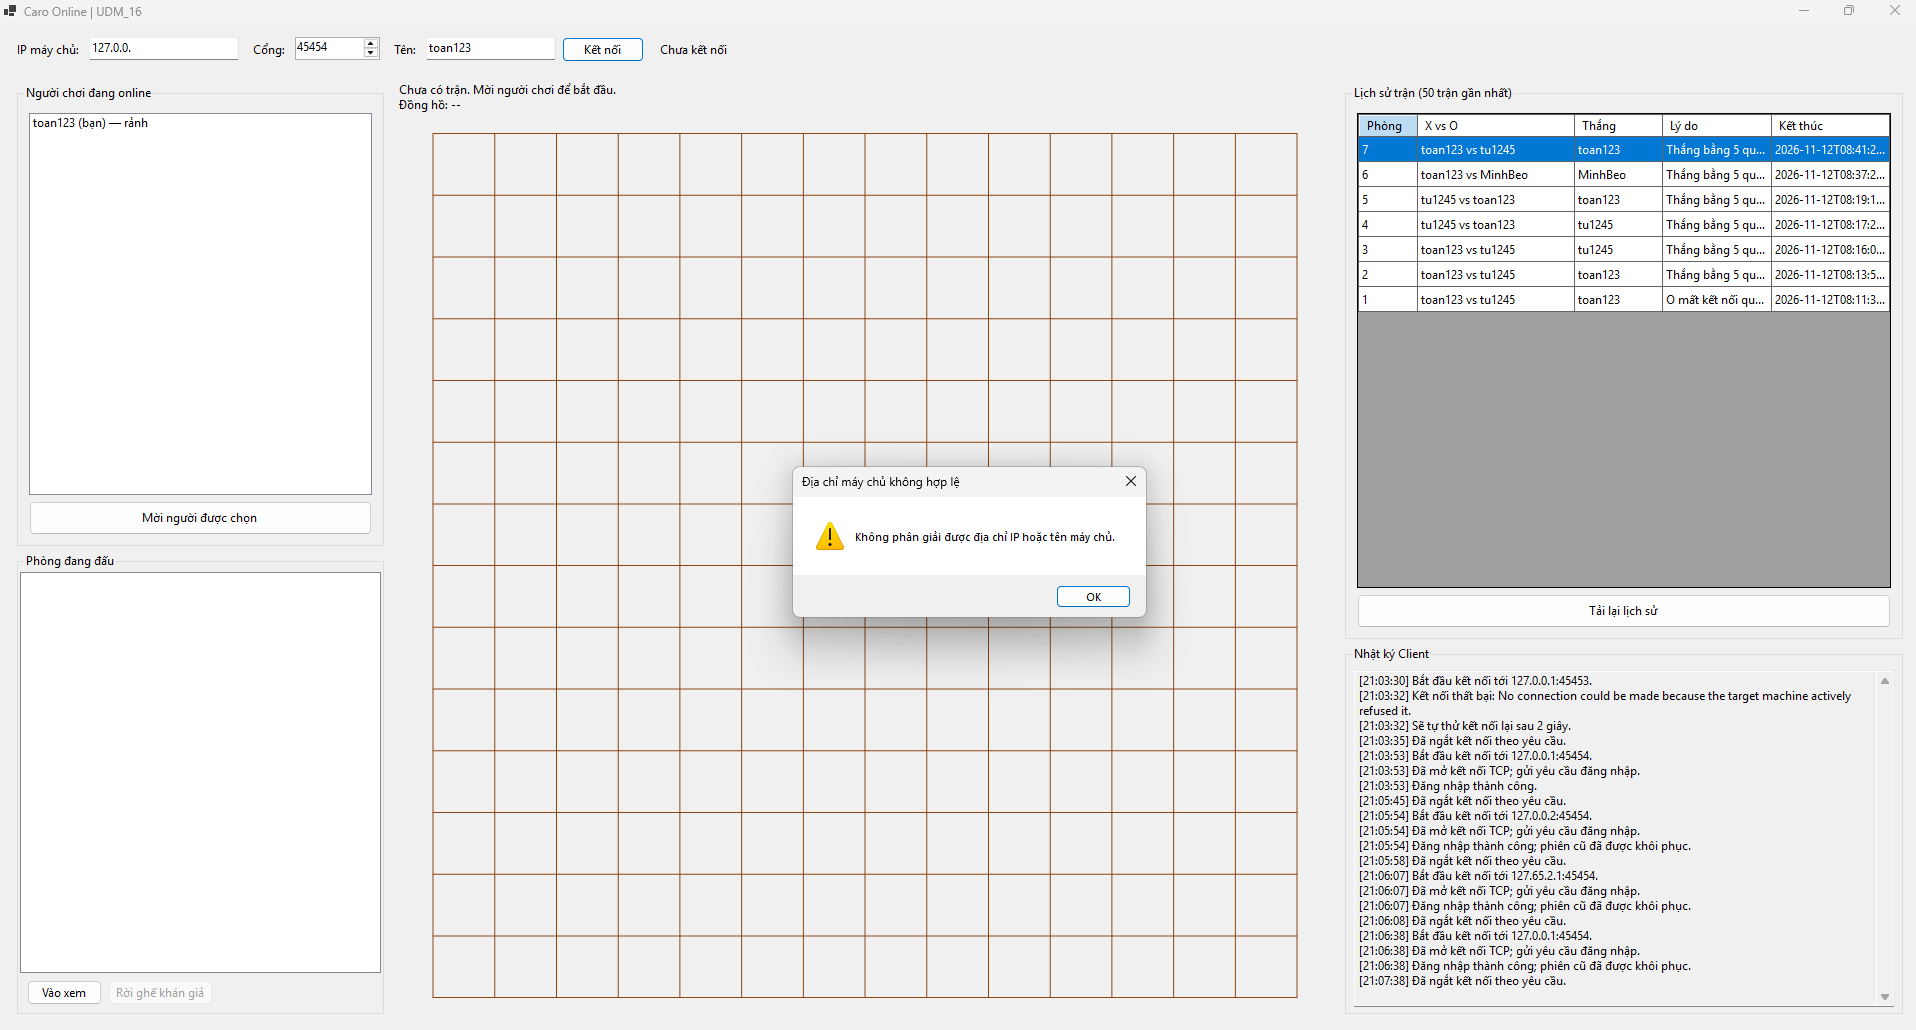 Caro Online | UDM_16
IP máy chủ: 127.0.0. Cổng: 45454 Tên: toan123 Kết nối Chưa kết nối
Người chơi đang online
toan123 (bạn) — rảnh
Mời người được chọn
Phòng đang đấu
Vào xem Rời ghế khán giả
Chưa có trận. Mời người chơi để bắt đầu.
Đồng hồ: --
Địa chỉ máy chủ không hợp lệ
Không phân giải được địa chỉ IP hoặc tên máy chủ.
OK
Lịch sử trận (50 trận gần nhất)
Phòng X vs O Thắng Lý do Kết thúc
7 toan123 vs tu1245 toan123 Thắng bằng 5 qu... 2026-11-12T08:41:2...
6 toan123 vs MinhBeo MinhBeo Thắng bằng 5 qu... 2026-11-12T08:37:2...
5 tu1245 vs toan123 toan123 Thắng bằng 5 qu... 2026-11-12T08:19:1...
4 tu1245 vs toan123 tu1245 Thắng bằng 5 qu... 2026-11-12T08:17:2...
3 toan123 vs tu1245 tu1245 Thắng bằng 5 qu... 2026-11-12T08:16:0...
2 toan123 vs tu1245 toan123 Thắng bằng 5 qu... 2026-11-12T08:13:5...
1 toan123 vs tu1245 toan123 O mất kết nối qu... 2026-11-12T08:11:3...
Tải lại lịch sử
Nhật ký Client
[21:03:30] Bắt đầu kết nối tới 127.0.0.1:45453.
[21:03:32] Kết nối thất bại: No connection could be made because the target machine actively
refused it.
[21:03:32] Sẽ tự thử kết nối lại sau 2 giây.
[21:03:35] Đã ngắt kết nối theo yêu cầu.
[21:03:53] Bắt đầu kết nối tới 127.0.0.1:45454.
[21:03:53] Đã mở kết nối TCP; gửi yêu cầu đăng nhập.
[21:03:53] Đăng nhập thành công.
[21:05:45] Đã ngắt kết nối theo yêu cầu.
[21:05:54] Bắt đầu kết nối tới 127.0.0.2:45454.
[21:05:54] Đã mở kết nối TCP; gửi yêu cầu đăng nhập.
[21:05:54] Đăng nhập thành công; phiên cũ đã được khôi phục.
[21:05:58] Đã ngắt kết nối theo yêu cầu.
[21:06:07] Bắt đầu kết nối tới 127.65.2.1:45454.
[21:06:07] Đã mở kết nối TCP; gửi yêu cầu đăng nhập.
[21:06:07] Đăng nhập thành công; phiên cũ đã được khôi phục.
[21:06:08] Đã ngắt kết nối theo yêu cầu.
[21:06:38] Bắt đầu kết nối tới 127.0.0.1:45454.
[21:06:38] Đã mở kết nối TCP; gửi yêu cầu đăng nhập.
[21:06:38] Đăng nhập thành công; phiên cũ đã được khôi phục.
[21:07:38] Đã ngắt kết nối theo yêu cầu.